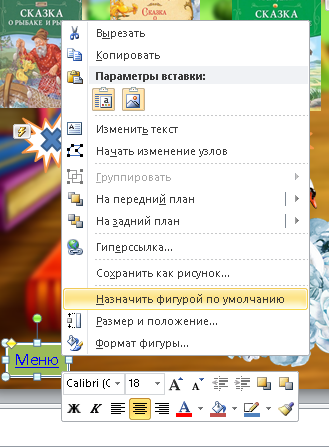 СКАЗКА
О РЫБАКЕ И
СКАЗКА
СКАЗКА
Вырезать
Копировать
Параметры вставки:
Изменить текст
Начать изменение узлов
Группировать
На передний план
На задний план
Гиперссылка...
Сохранить как рисунок...
Назначить фигурой по умолчанию
Размер и положение...
Формат фигуры...
Меню
Calibri (С 18 А А
Ж К А